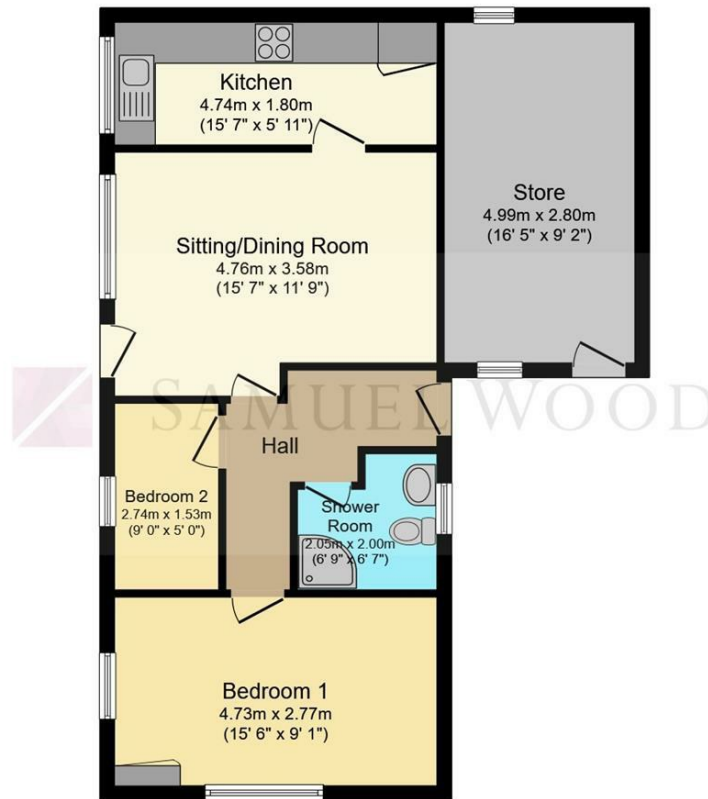 Kitchen
4.74m x 1.80m
(15' 7" x 5' 11")
Sitting/Dining Room
4.76m x 3.58m
(15' 7" x 11' 9")
Store
4.99m x 2.80m
(16' 5" x 9' 2")
SAMUEL WOOD
Hall
Bedroom 2
2.74m x 1.53m
(9' 0" x 5' 0")
Shower
Room
2.05m x 2.00m
(6' 9" x 6' 7")
Bedroom 1
4.73m x 2.77m
(15' 6" x 9' 1")